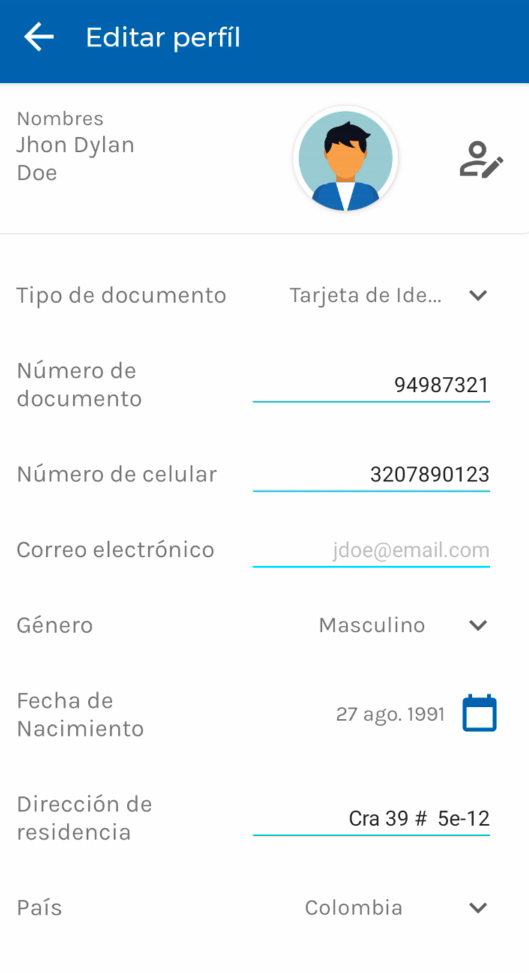 Editar perfíl
Nombres
Jhon Dylan
Doe
Tipo de documento Tarjeta de Ide...
Número de
documento
94987321
Número de celular 3207890123
Correo electrónico jdoe@email.com
Género Masculino
Fecha de
Nacimiento
27 ago. 1991
Dirección de
residencia
Cra 39 #  5e-12
País Colombia